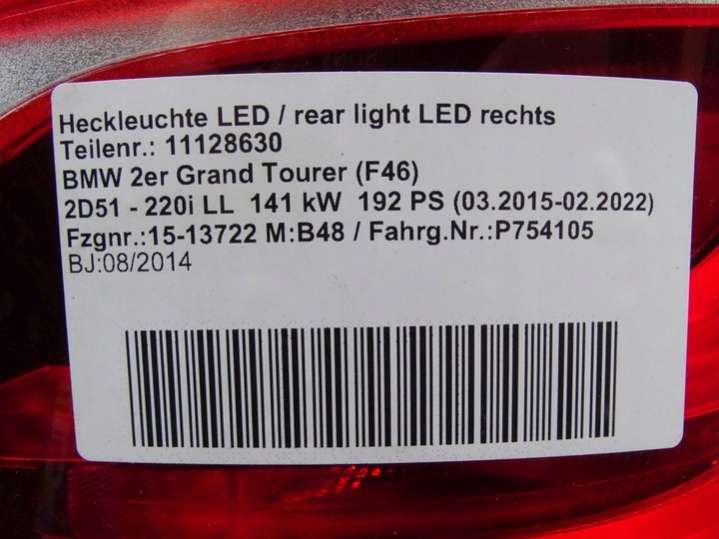 Heckleuchte LED / rear light LED rechts
Teilenr.: 11128630
BMW 2er Grand Tourer (F46)
2D51 - 220i LL 141 kW 192 PS (03.2015-02.2022)
Fzgnr.:15-13722 M:B48 / Fahrg.Nr.:P754105
BJ:08/2014